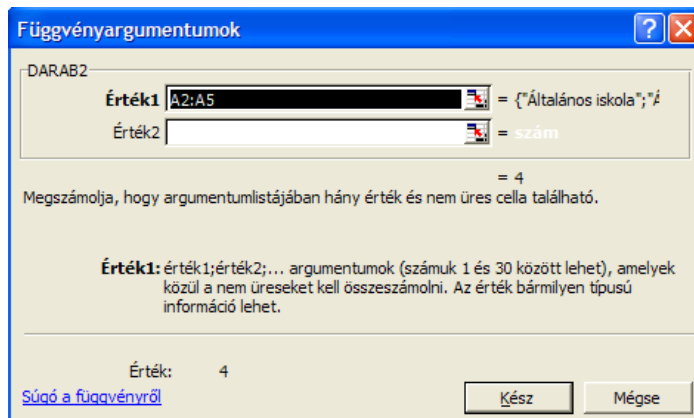 Függvényargumentumok
DARAB2
Érték1 A2:A5 = {"Általános iskola";"Á
Érték2 = szám
= 4
Megszámolja, hogy argumentumlistájában hány érték és nem üres cella található.
Érték1: érték1;érték2;... argumentumok (számuk 1 és 30 között lehet), amelyek
közül a nem üreseket kell összeszámolni. Az érték bármilyen típusú
információ lehet.
Érték: 4
Súgó a függvényről Kész Mégse